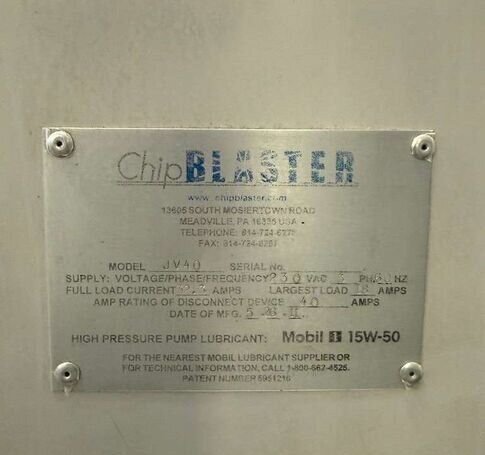 ChipBLASTER
www.chipblaster.com
13605 SOUTH MOSIERTOWN ROAD
MEADVILLE, PA 16335 USA
TELEPHONE: 814-724-6278
FAX: 814-724-6287
MODEL JV40 SERIAL No.
SUPPLY: VOLTAGE/PHASE/FREQUENCY 230 VAC 3 PH/60 HZ
FULL LOAD CURRENT AMPS LARGEST LOAD 18 AMPS
AMP RATING OF DISCONNECT DEVICE 40 AMPS
DATE OF MFG. 5-26-11
HIGH PRESSURE PUMP LUBRICANT: Mobil 1 15W-50
FOR THE NEAREST MOBIL LUBRICANT SUPPLIER OR
FOR TECHNICAL INFORMATION, CALL 1-800-662-4525.
PATENT NUMBER 5951216